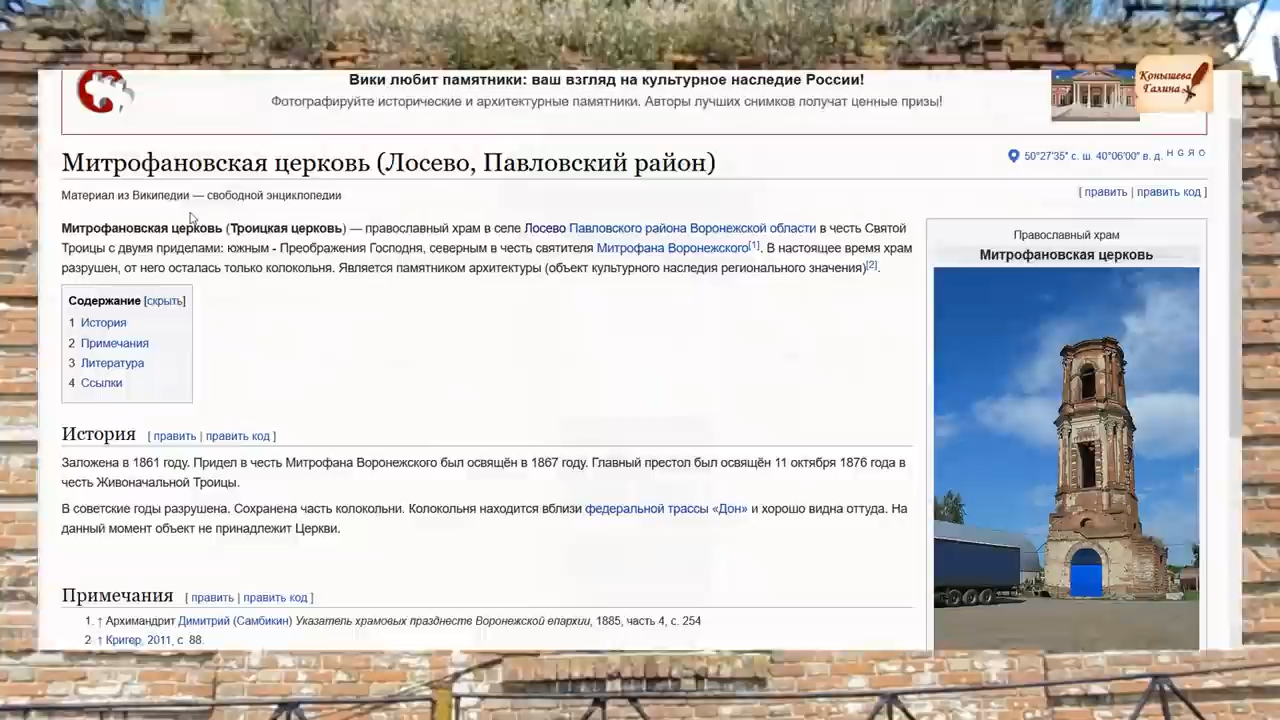 Вики любит памятники: ваш взгляд на культурное наследие России!
Фотографируйте исторические и архитектурные памятники. Авторы лучших снимков получат ценные призы!
Конышева
Галина
Митрофановская церковь (Лосево, Павловский район)
50°27′35″ с. ш. 40°06′00″ в. д. H G Я O
Материал из Википедии — свободной энциклопедии
[ править | править код ]
Митрофановская церковь (Троицкая церковь) — православный храм в селе Лосево Павловского района Воронежской области в честь Святой
Троицы с двумя приделами: южным - Преображения Господня, северным в честь святителя Митрофана Воронежского[1]. В настоящее время храм
разрушен, от него осталась только колокольня. Является памятником архитектуры (объект культурного наследия регионального значения)[2].
Православный храм
Митрофановская церковь
Содержание [скрыть]
1 История
2 Примечания
3 Литература
4 Ссылки
История [ править | править код ]
Заложена в 1861 году. Придел в честь Митрофана Воронежского был освящён в 1867 году. Главный престол был освящён 11 октября 1876 года в
честь Живоначальной Троицы.
В советские годы разрушена. Сохранена часть колокольни. Колокольня находится вблизи федеральной трассы «Дон» и хорошо видна оттуда. На
данный момент объект не принадлежит Церкви.
Примечания [ править | править код ]
1. ↑ Архимандрит Димитрий (Самбикин) Указатель храмовых празднеств Воронежской епархии, 1885, часть 4, с. 254
2. ↑ Кригер, 2011, с. 88.